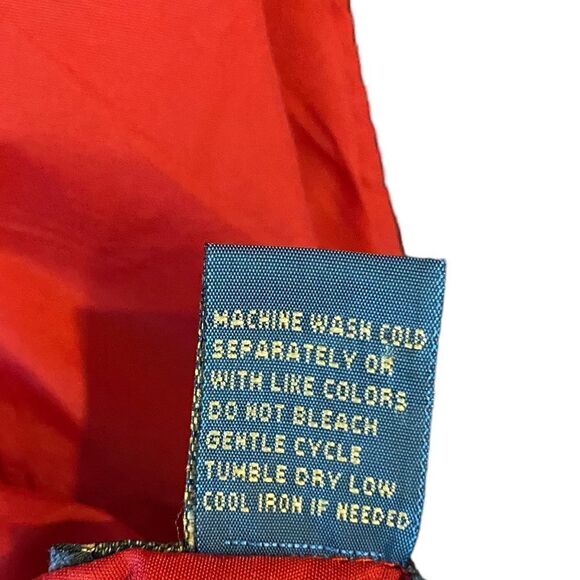 MACHINE WASH COLD
SEPARATELY OR
WITH LIKE COLORS
DO NOT BLEACH
GENTLE CYCLE
TUMBLE DRY LOW
COOL IRON IF NEEDED